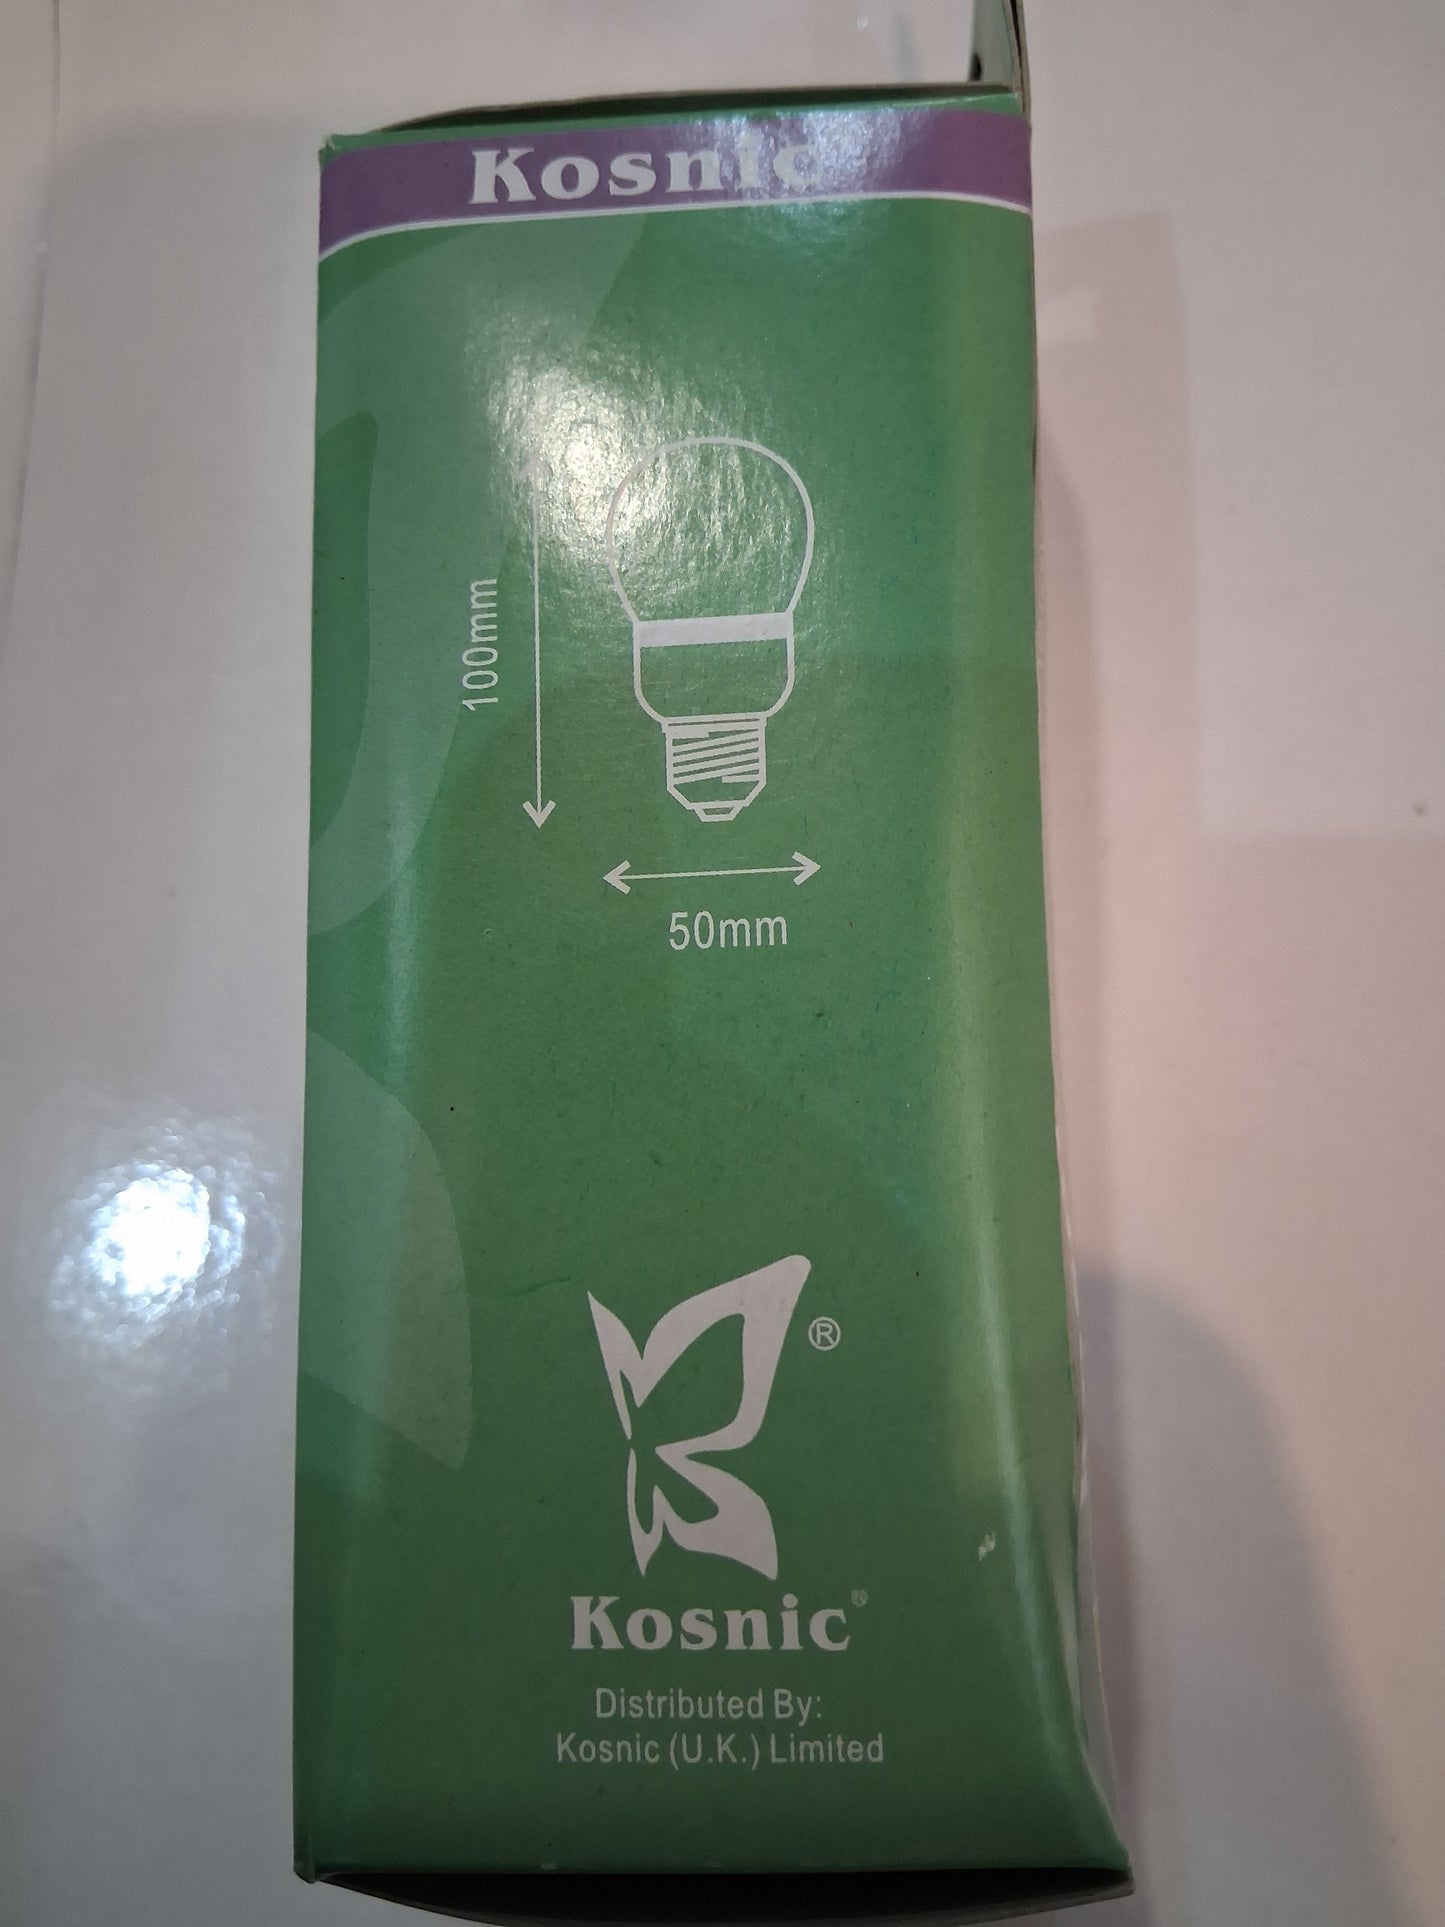 Kosnic
100mm
50mm
®
Kosnic®
Distributed By:
Kosnic (U.K.) Limited